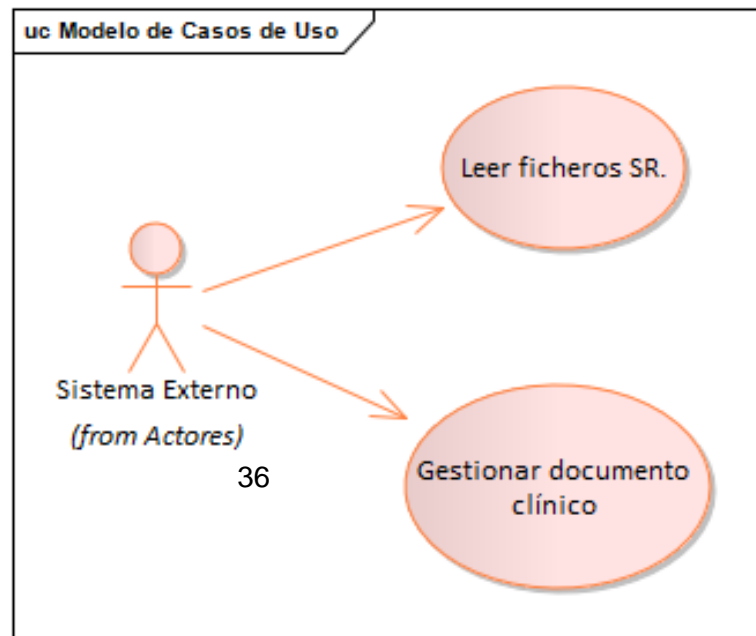 uc Modelo de Casos de Uso
Leer ficheros SR.
Sistema Externo
(from Actores)
36
Gestionar documento
clínico